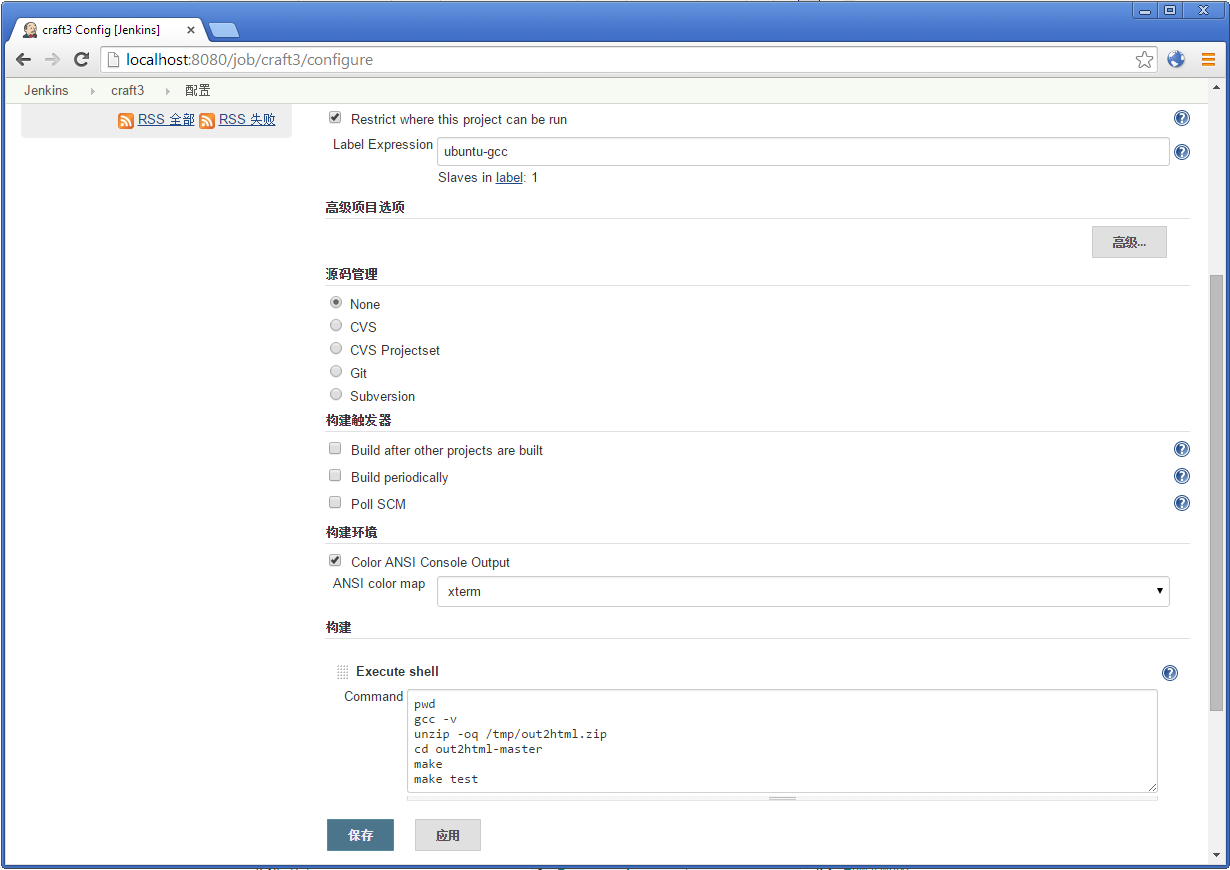 craft3 Config [Jenkins]
localhost:8080/job/craft3/configure
Jenkins craft3 配置
RSS 全部 RSS 失败
Restrict where this project can be run
Label Expression ubuntu-gcc
Slaves in label: 1
高级项目选项
高级...
源码管理
None
CVS
CVS Projectset
Git
Subversion
构建触发器
Build after other projects are built
Build periodically
Poll SCM
构建环境
Color ANSI Console Output
ANSI color map xterm
构建
Execute shell
Command
pwd
gcc -v
unzip -oq /tmp/out2html.zip
cd out2html-master
make
make test
保存 应用